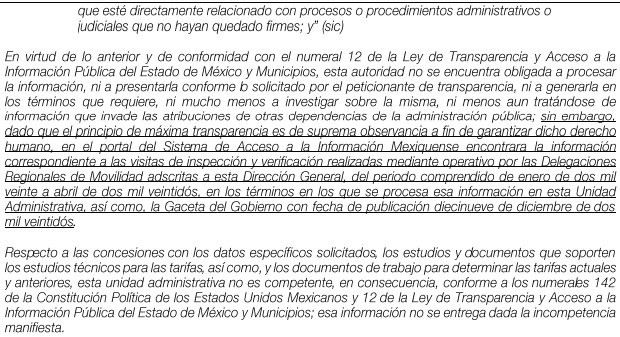 que esté directamente relacionado con procesos o procedimientos administrativos o
judiciales que no hayan quedado firmes; y” (sic)
En virtud de lo anterior y de conformidad con el numeral 12 de la Ley de Transparencia y Acceso a la
Información Pública del Estado de México y Municipios, esta autoridad no se encuentra obligada a procesar
la información, ni a presentarla conforme lo solicitado por el peticionante de transparencia, ni a generarla en
los términos que requiere, ni mucho menos a investigar sobre la misma, ni menos aun tratándose de
información que invade las atribuciones de otras dependencias de la administración pública; sin embargo,
dado que el principio de máxima transparencia es de suprema observancia a fin de garantizar dicho derecho
humano, en el portal del Sistema de Acceso a la Información Mexiquense encontrara la información
correspondiente a las visitas de inspección y verificación realizadas mediante operativo por las Delegaciones
Regionales de Movilidad adscritas a esta Dirección General, del periodo comprendido de enero de dos mil
veinte a abril de dos mil veintidós, en los términos en los que se procesa esa información en esta Unidad
Administrativa, así como, la Gaceta del Gobierno con fecha de publicación diecinueve de diciembre de dos
mil veintidós.
Respecto a las concesiones con los datos específicos solicitados, los estudios y documentos que soporten
los estudios técnicos para las tarifas, así como, y los documentos de trabajo para determinar las tarifas actuales
y anteriores, esta unidad administrativa no es competente, en consecuencia, conforme a los numerales 142
de la Constitución Política de los Estados Unidos Mexicanos y 12 de la Ley de Transparencia y Acceso a la
Información Pública del Estado de México y Municipios; esa información no se entrega dada la incompetencia
manifiesta.